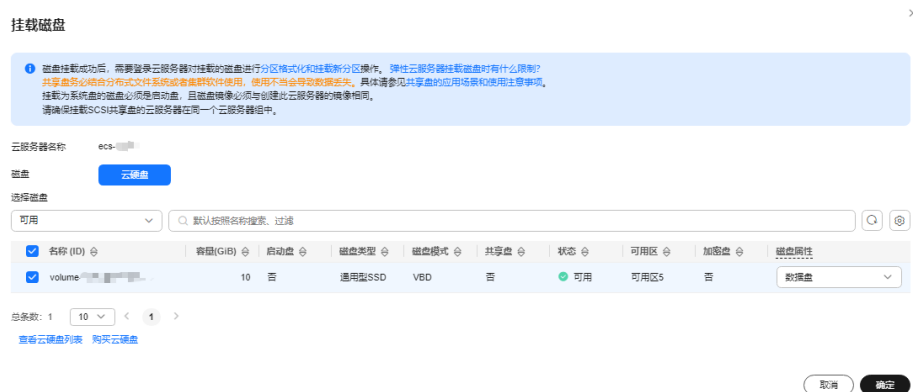 挂载磁盘
磁盘挂载成功后，需要登录云服务器对挂载的磁盘进行分区格式化和挂载新分区操作。 弹性云服务器挂载磁盘时有什么限制?
共享盘务必结合分布式文件系统或者集群软件使用，使用不当会导致数据丢失。具体请参见共享盘的应用场景和使用注意事项。
挂载为系统盘的磁盘必须是启动盘，且磁盘镜像必须与创建此云服务器的镜像相同。
请确保挂载SCSI共享盘的云服务器在同一个云服务器组中。
云服务器名称 ecs-
磁盘 云硬盘
选择磁盘
可用 默认按照名称搜索、过滤
名称 (ID) 容量(GiB) 启动盘 磁盘类型 磁盘模式 共享盘 状态 可用区 加密盘 磁盘属性
volume- 10 否 通用型SSD VBD 否 可用 可用区5 否 数据盘
总条数: 1 10 < 1 >
查看云硬盘列表 购买云硬盘
取消 确定